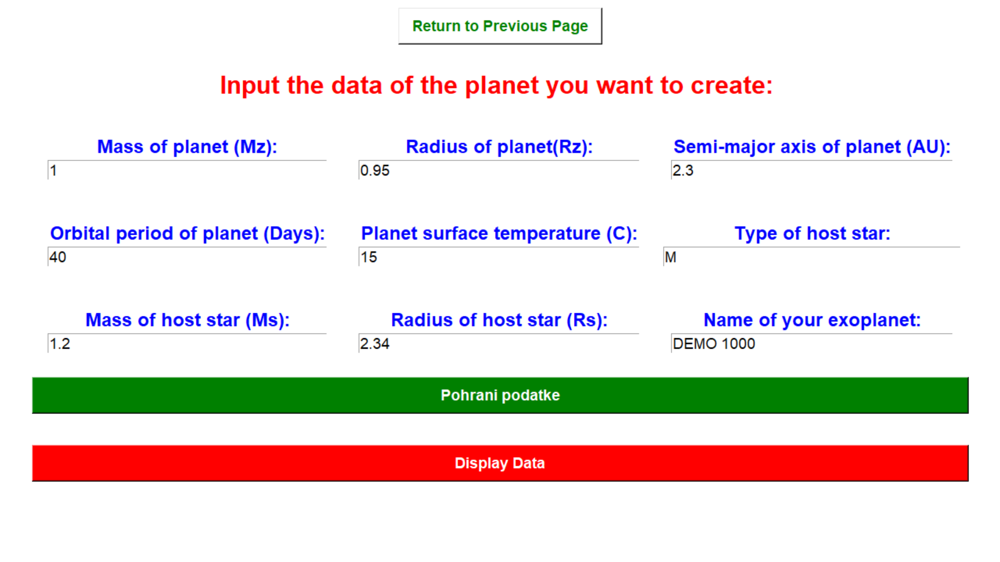 Return to Previous Page
Input the data of the planet you want to create:
Mass of planet (Mz): Radius of planet(Rz): Semi-major axis of planet (AU):
1 0.95 2.3
Orbital period of planet (Days): Planet surface temperature (C): Type of host star:
40 15 M
Mass of host star (Ms): Radius of host star (Rs): Name of your exoplanet:
1.2 2.34 DEMO 1000
Pohrani podatke
Display Data